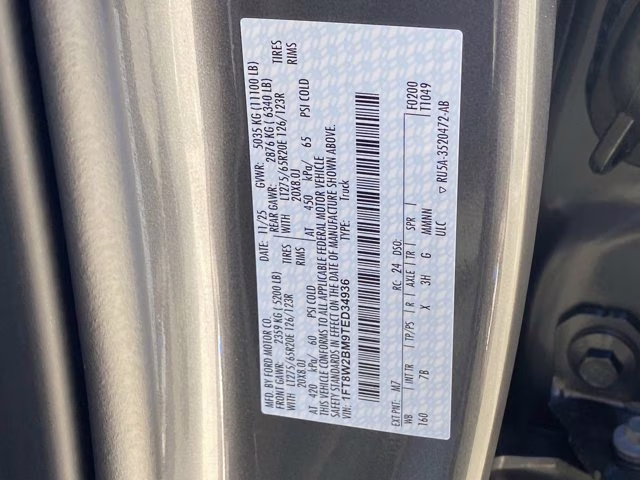 MFD. BY FORD MOTOR CO.
DATE: 11/25 GVWR: 5035 KG (11100 LB)
FRONT GAWR: 2359 KG (5200 LB) REAR GAWR: 2876 KG (6340 LB)
LT275/65R20E 126/123R TIRES WITH LT275/65R20E 126/123R TIRES
20X8.0J RIMS 20X8.0J RIMS
AT 420 kPa/ 60 PSI COLD AT 450 kPa/ 65 PSI COLD
THIS VEHICLE CONFORMS TO ALL APPLICABLE FEDERAL MOTOR VEHICLE
SAFETY STANDARDS IN EFFECT ON THE DATE OF MANUFACTURE SHOWN ABOVE.
VIN: 1FT8W2BM9TED34936 TYPE: Truck
EXT PNT: M7 RC: 24 DSO: F0200
WB INT TR TP/PS R AXLE TR SPR T1049
160 7B X 3H G MMMNN
ULC ▽ RU5A-3520472-AB